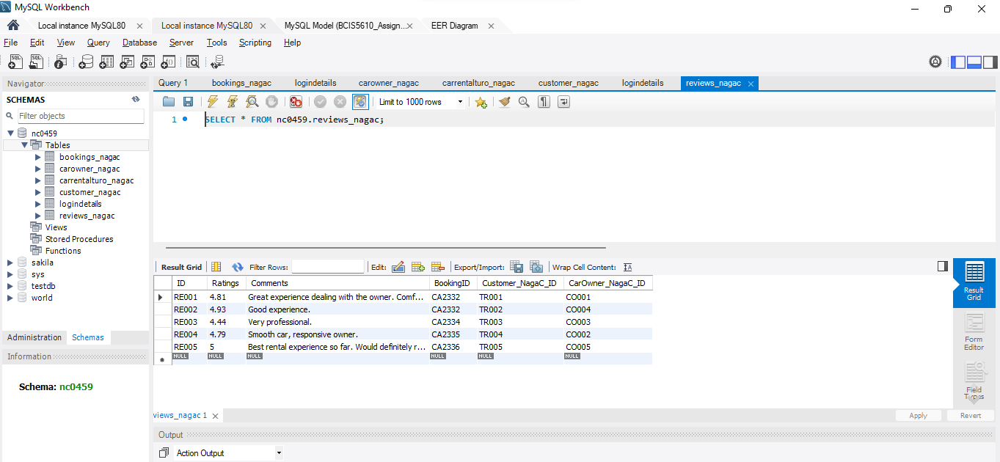 MySQL Workbench
Local instance MySQL80 Local instance MySQL80 MySQL Model (BCIS5610_Assign... EER Diagram
File Edit View Query Database Server Tools Scripting Help
Navigator
SCHEMAS
Filter objects
nc0459
Tables
bookings_nagac
carowner_nagac
carrentalturo_nagac
customer_nagac
logindetails
reviews_nagac
Views
Stored Procedures
Functions
sakila
sys
testdb
world
Administration Schemas
Information
Schema: nc0459
Query 1 bookings_nagac logindetails carowner_nagac carrentalturo_nagac customer_nagac logindetails reviews_nagac
Limit to 1000 rows
1 SELECT * FROM nc0459.reviews_nagac;
Result Grid Filter Rows: Edit: Export/Import: Wrap Cell Content:
ID Ratings Comments BookingID Customer_NagaC_ID CarOwner_NagaC_ID
RE001 4.81 Great experience dealing with the owner. Comf... CA2332 TR001 CO001
RE002 4.93 Good experience. CA2332 TR002 CO004
RE003 4.44 Very professional. CA2334 TR003 CO003
RE004 4.79 Smooth car, responsive owner. CA2335 TR004 CO002
RE005 5 Best rental experience so far. Would definitely r... CA2336 TR005 CO005
NULL NULL NULL NULL NULL NULL
Result
Grid
Form
Editor
Field
Types
views_nagac 1 Apply Revert
Output
Action Output